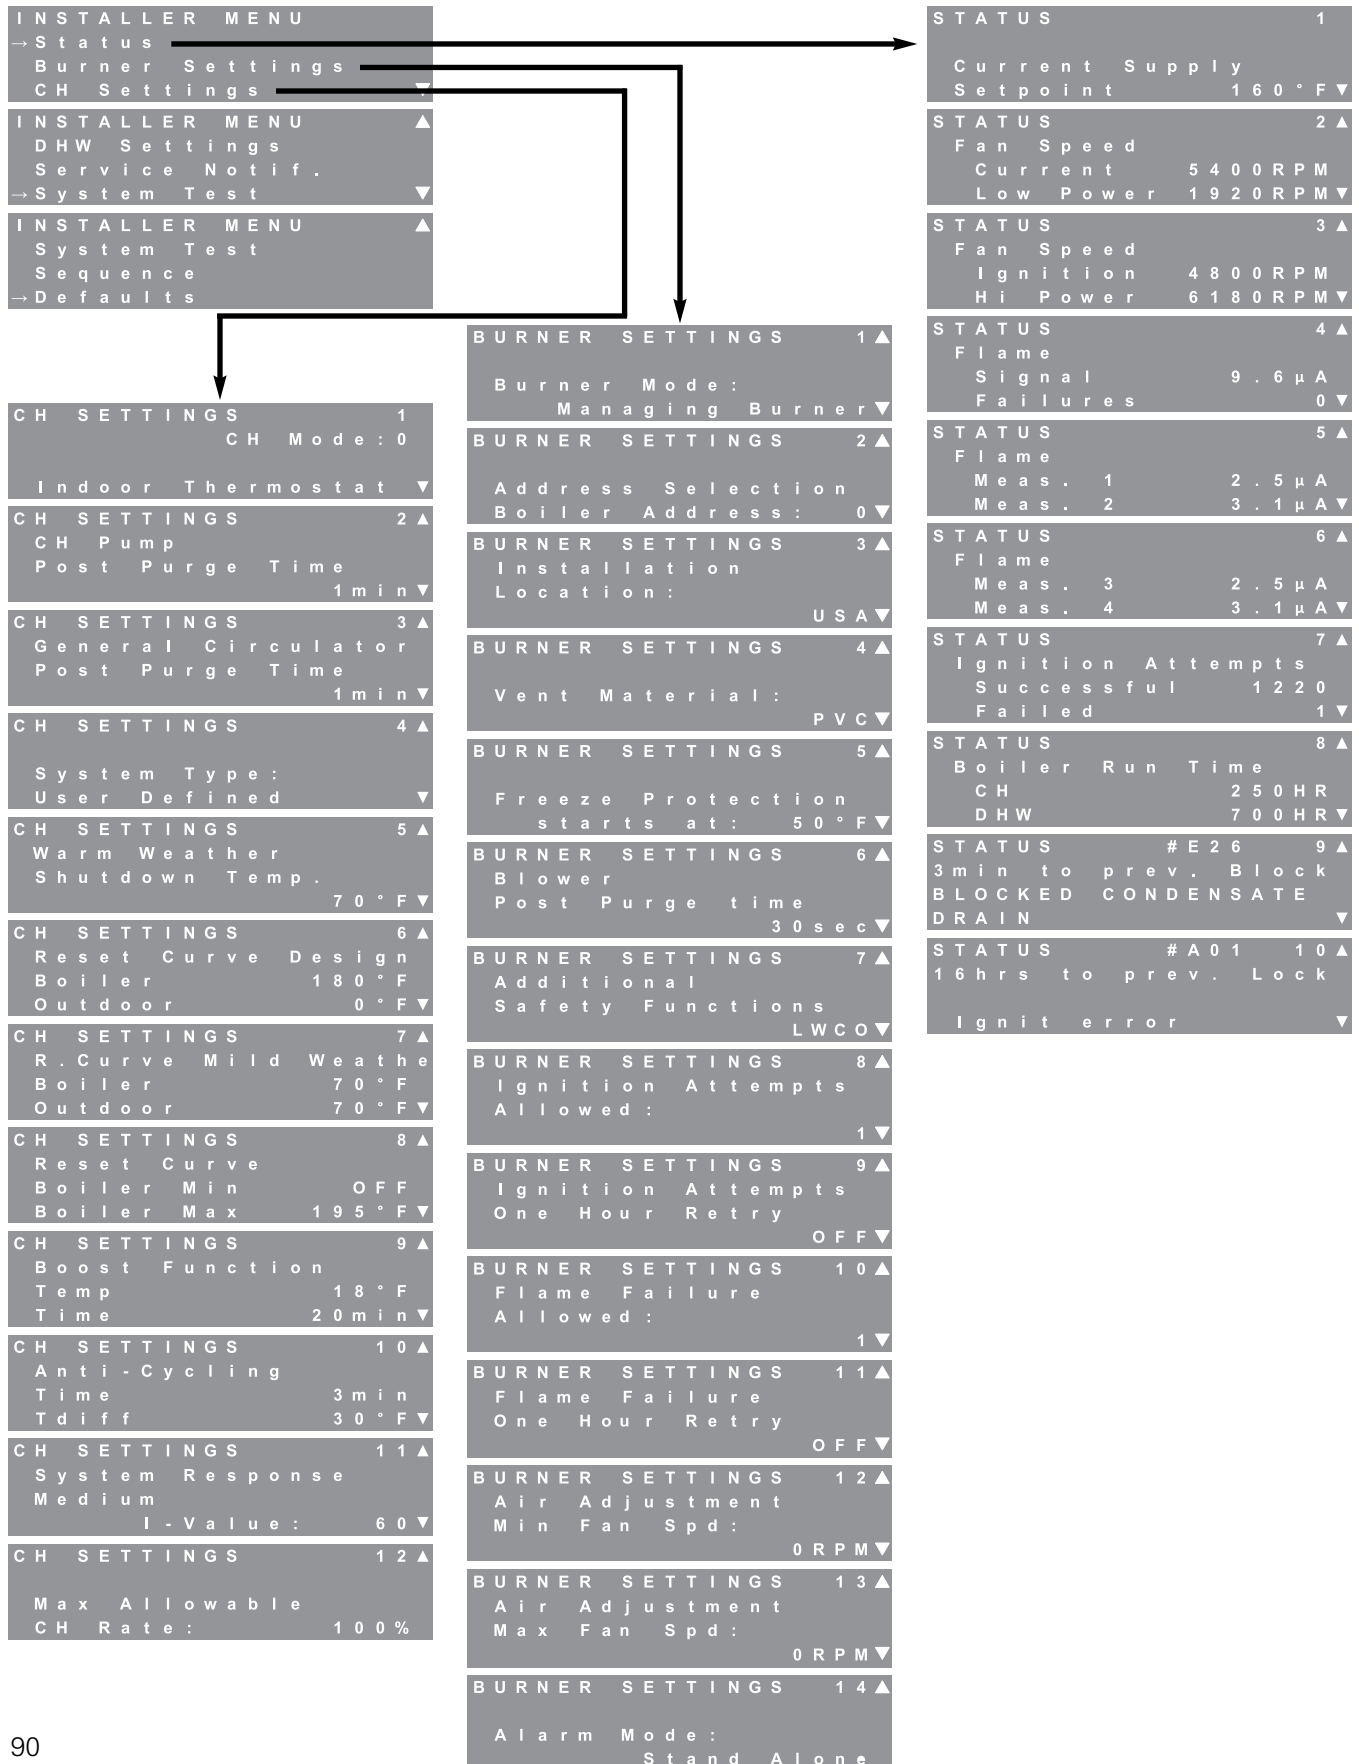 INSTALLER MENU
→Status
Burner Settings
CH Settings ▼
INSTALLER MENU ▲
DHW Settings
Service Notif.
→System Test ▼
INSTALLER MENU ▲
System Test
Sequence
→Defaults
CH SETTINGS 1
CH Mode:0
Indoor Thermostat ▼
CH SETTINGS 2▲
CH Pump
Post Purge Time
1min▼
CH SETTINGS 3▲
General Circulator
Post Purge Time
1min▼
CH SETTINGS 4▲
System Type:
User Defined ▼
CH SETTINGS 5▲
Warm Weather
Shutdown Temp.
70°F▼
CH SETTINGS 6▲
Reset Curve Design
Boiler 180°F
Outdoor 0°F▼
CH SETTINGS 7▲
R.Curve Mild Weathe
Boiler 70°F
Outdoor 70°F▼
CH SETTINGS 8▲
Reset Curve
Boiler Min OFF
Boiler Max 195°F▼
CH SETTINGS 9▲
Boost Function
Temp 18°F
Time 20min▼
CH SETTINGS 10▲
Anti-Cycling
Time 3min
Tdiff 30°F▼
CH SETTINGS 11▲
System Response
Medium
I-Value: 60▼
CH SETTINGS 12▲
Max Allowable
CH Rate: 100%
BURNER SETTINGS 1▲
Burner Mode:
Managing Burner▼
BURNER SETTINGS 2▲
Address Selection
Boiler Address: 0▼
BURNER SETTINGS 3▲
Installation
Location:
USA▼
BURNER SETTINGS 4▲
Vent Material:
PVC▼
BURNER SETTINGS 5▲
Freeze Protection
starts at: 50°F▼
BURNER SETTINGS 6▲
Blower
Post Purge time
30sec▼
BURNER SETTINGS 7▲
Additional
Safety Functions
LWCO▼
BURNER SETTINGS 8▲
Ignition Attempts
Allowed:
1▼
BURNER SETTINGS 9▲
Ignition Attempts
One Hour Retry
OFF▼
BURNER SETTINGS 10▲
Flame Failure
Allowed:
1▼
BURNER SETTINGS 11▲
Flame Failure
One Hour Retry
OFF▼
BURNER SETTINGS 12▲
Air Adjustment
Min Fan Spd:
0RPM▼
BURNER SETTINGS 13▲
Air Adjustment
Max Fan Spd:
0RPM▼
BURNER SETTINGS 14▲
Alarm Mode:
Stand Alone
STATUS 1
Current Supply
Setpoint 160°F▼
STATUS 2▲
Fan Speed
Current 5400RPM
Low Power 1920RPM▼
STATUS 3▲
Fan Speed
Ignition 4800RPM
Hi Power 6180RPM▼
STATUS 4▲
Flame
Signal 9.6µA
Failures 0▼
STATUS 5▲
Flame
Meas. 1 2.5µA
Meas. 2 3.1µA▼
STATUS 6▲
Flame
Meas. 3 2.5µA
Meas. 4 3.1µA▼
STATUS 7▲
Ignition Attempts
Successful 1220
Failed 1▼
STATUS 8▲
Boiler Run Time
CH 250HR
DHW 700HR▼
STATUS #E26 9▲
3min to prev. Block
BLOCKED CONDENSATE
DRAIN ▼
STATUS #A01 10▲
16hrs to prev. Lock
Ignit error ▼
90